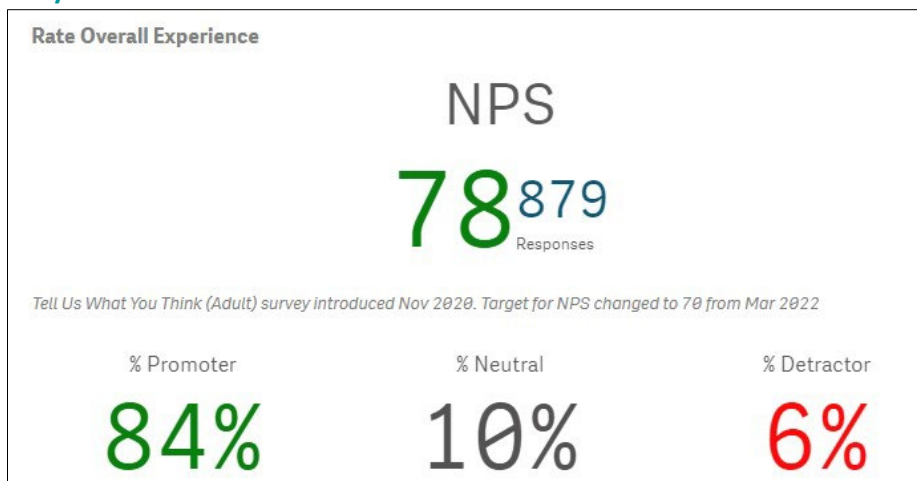 Rate Overall Experience
NPS
78 879
Responses
Tell Us What You Think (Adult) survey introduced Nov 2020. Target for NPS changed to 70 from Mar 2022
% Promoter % Neutral % Detractor
84% 10% 6%